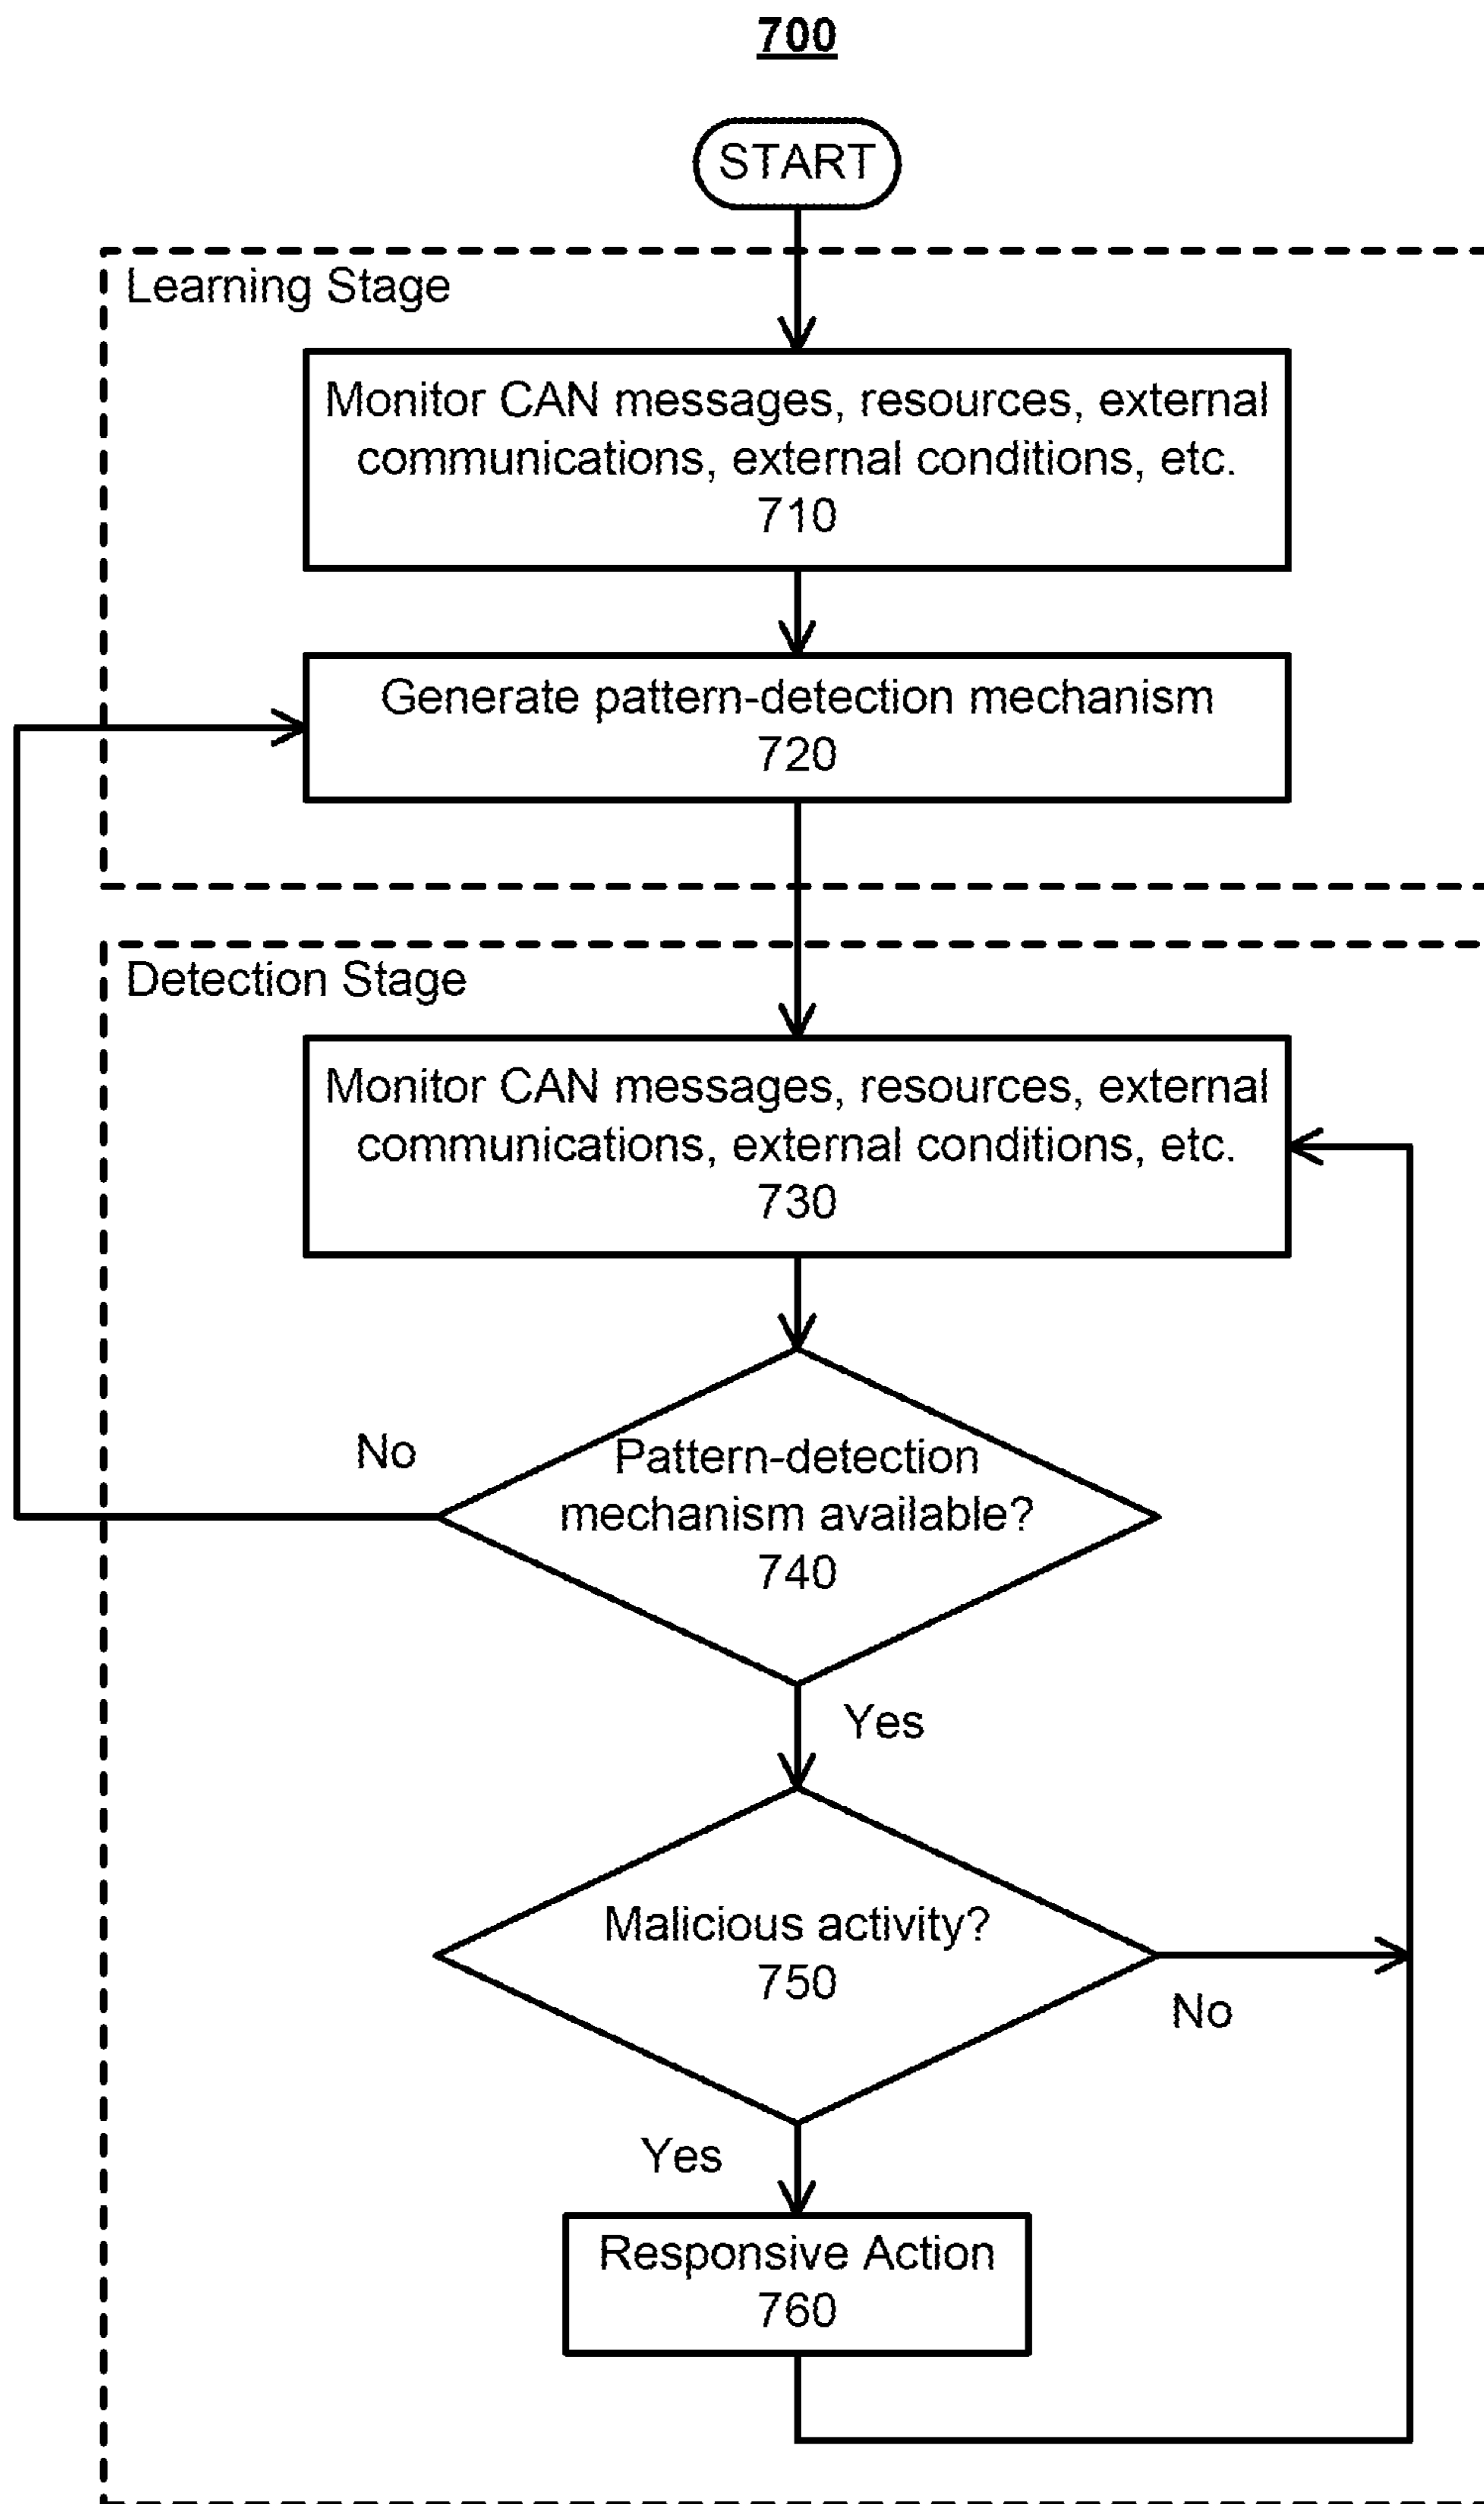 700
START
Learning Stage
Monitor CAN messages, resources, external
communications, external conditions, etc.
710
Generate pattern-detection mechanism
720
Detection Stage
Monitor CAN messages, resources, external
communications, external conditions, etc.
730
No
Pattern-detection
mechanism available?
740
Yes
Malicious activity?
750
No
Yes
Responsive Action
760